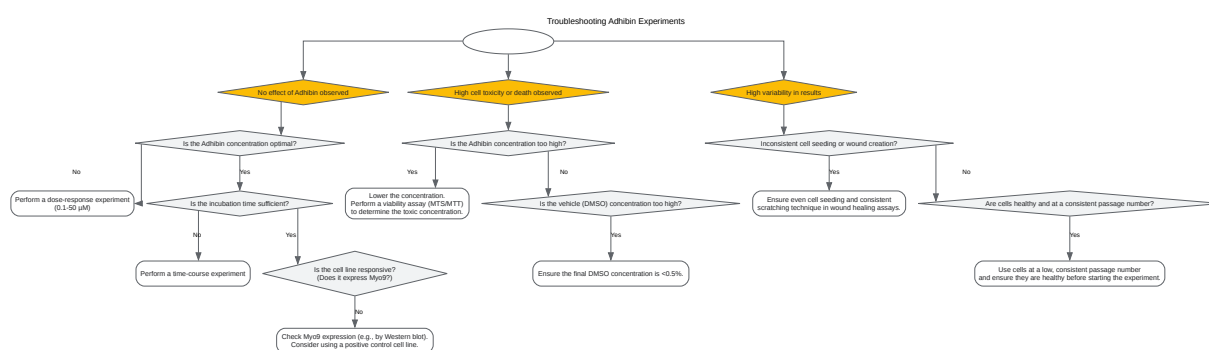 Troubleshooting Adhibin Experiments
No effect of Adhibin observed
High cell toxicity or death observed
High variability in results
Is the Adhibin concentration optimal?
Is the Adhibin concentration too high?
Inconsistent cell seeding or wound creation?
No
Yes
Yes
No
Yes
No
Perform a dose-response experiment
(0.1-50 µM)
Is the incubation time sufficient?
Lower the concentration.
Perform a viability assay (MTS/MTT)
to determine the toxic concentration.
Is the vehicle (DMSO) concentration too high?
Ensure even cell seeding and consistent
scratching technique in wound healing assays.
Are cells healthy and at a consistent passage number?
No
Yes
Yes
Yes
Perform a time-course experiment
Is the cell line responsive?
(Does it express Myo9?)
Ensure the final DMSO concentration is <0.5%.
Use cells at a low, consistent passage number
and ensure they are healthy before starting the experiment.
No
Check Myo9 expression (e.g., by Western blot).
Consider using a positive control cell line.